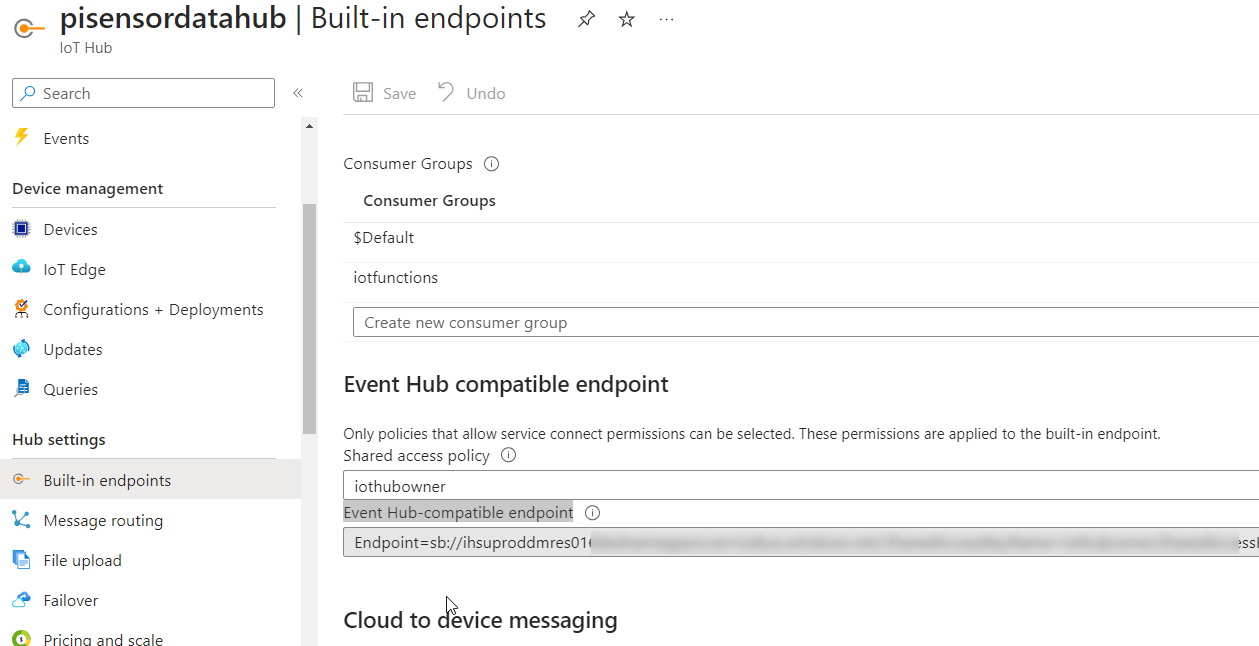 pisensordatahub | Built-in endpoints
IoT Hub
Search
Events
Device management
Devices
IoT Edge
Configurations + Deployments
Updates
Queries
Hub settings
Built-in endpoints
Message routing
File upload
Failover
Pricing and scale
Save
Undo
Consumer Groups
Consumer Groups
$Default
iotfunctions
Create new consumer group
Event Hub compatible endpoint
Only policies that allow service connect permissions can be selected. These permissions are applied to the built-in endpoint.
Shared access policy
iothubowner
Event Hub-compatible endpoint
Endpoint=sb://ihsuproddmres016
Cloud to device messaging